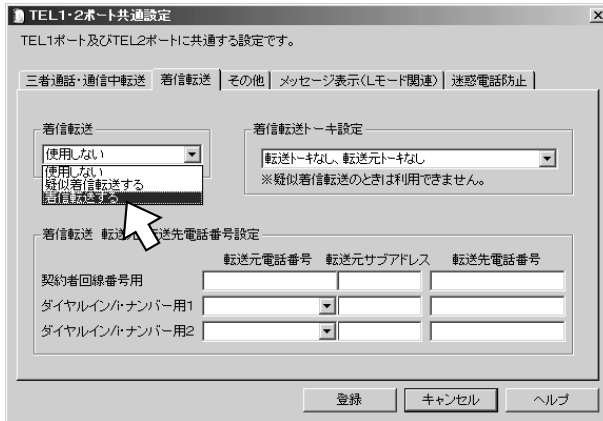 TEL1・2ポート共通設定
TEL1ポート及びTEL2ポートに共通する設定です。
三者通話・通信中転送 着信転送 その他 メッセージ表示(Lモード関連) 迷惑電話防止
着信転送 着信転送トーキ設定
使用しない 転送トーキなし、転送元トーキなし
使用しない
疑似着信転送する ※疑似着信転送のときは利用できません。
着信転送する
着信転送 転送元 送先電話番号設定
転送元電話番号 転送元サブアドレス 転送先電話番号
契約者回線番号用
ダイヤルイン/i・ナンバー用1
ダイヤルイン/i・ナンバー用2
登録 キャンセル ヘルプ